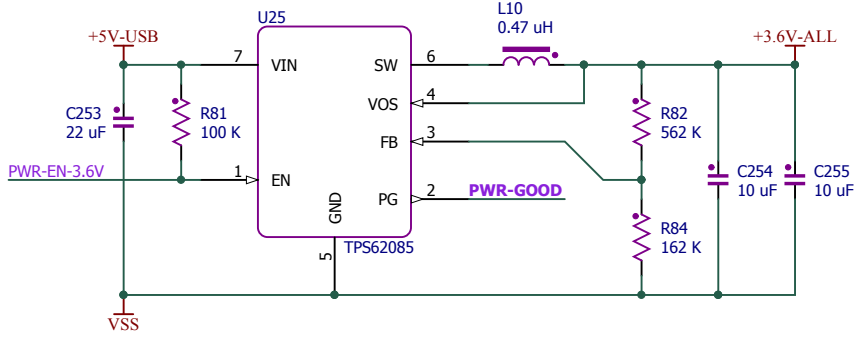 U25
L10
0.47 uH
+5V-USB
+3.6V-ALL
7
VIN
SW
6
VOS
4
C253
22 uF
R81
100 K
R82
562 K
FB
3
PWR-EN-3.6V
1
EN
C254
10 uF
C255
10 uF
PG
2
PWR-GOOD
GND
R84
162 K
TPS62085
5
VSS